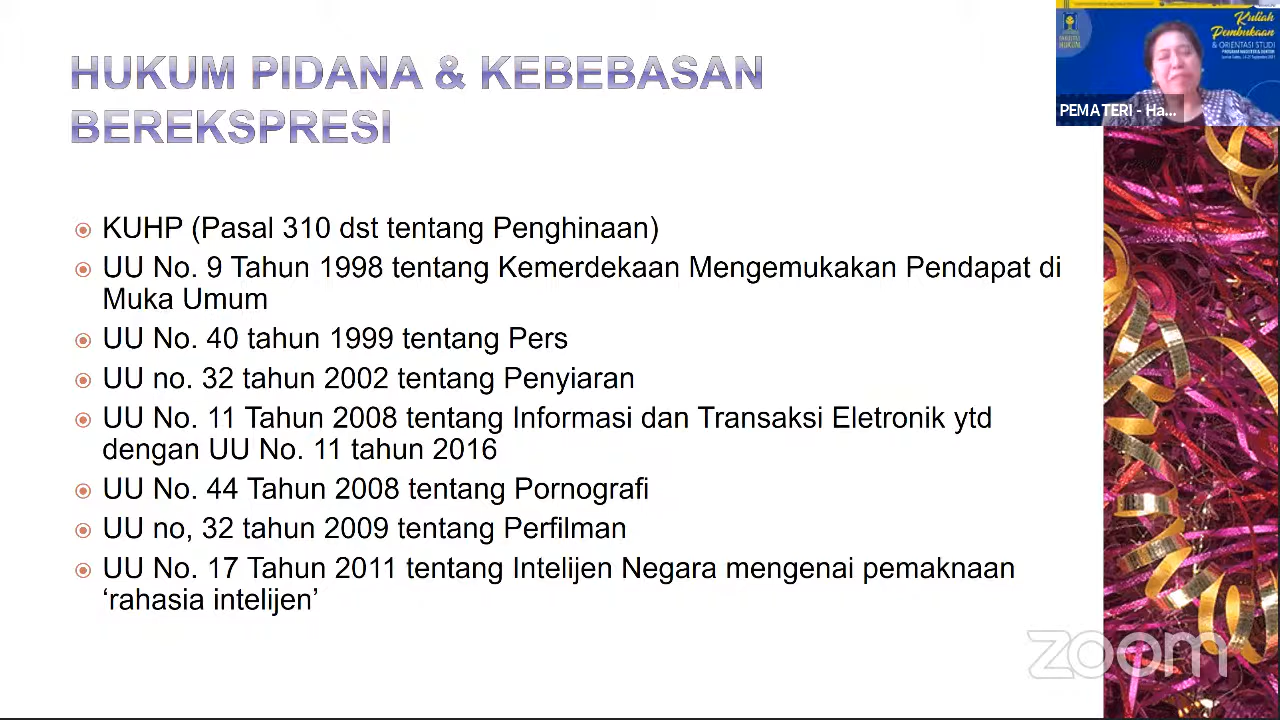 HUKUM PIDANA & KEBEBASAN
BEREKSPRESI
KUHP (Pasal 310 dst tentang Penghinaan)
UU No. 9 Tahun 1998 tentang Kemerdekaan Mengemukakan Pendapat di
Muka Umum
UU No. 40 tahun 1999 tentang Pers
UU no. 32 tahun 2002 tentang Penyiaran
UU No. 11 Tahun 2008 tentang Informasi dan Transaksi Eletronik ytd
dengan UU No. 11 tahun 2016
UU No. 44 Tahun 2008 tentang Pornografi
UU no, 32 tahun 2009 tentang Perfilman
UU No. 17 Tahun 2011 tentang Intelijen Negara mengenai pemaknaan
‘rahasia intelijen’
Kuliah
Pembukaan
& ORIENTASI STUDI
PEMATERI - Ha...
zoom